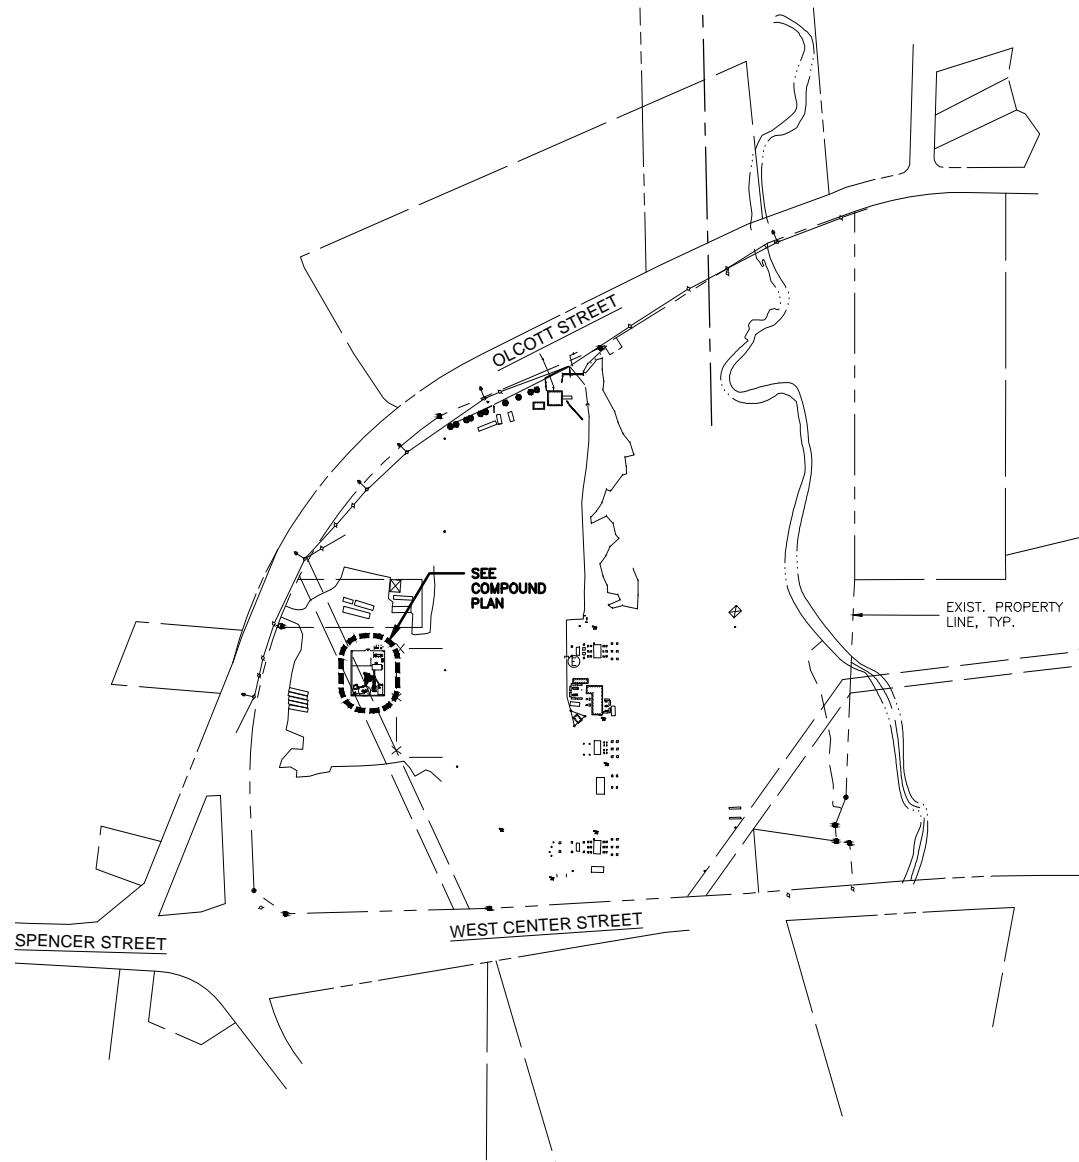 OLCOTT STREET
SEE
COMPOUND
PLAN
EXIST. PROPERTY
LINE, TYP.
WEST CENTER STREET
SPENCER STREET